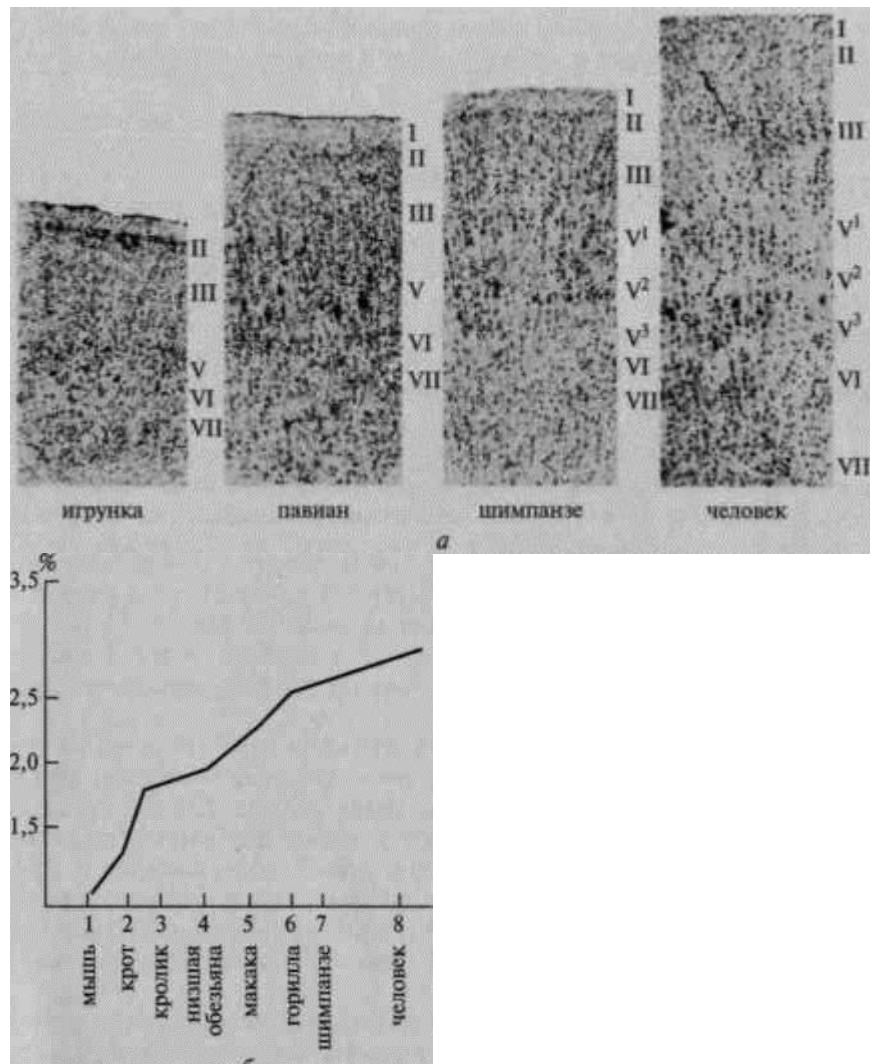 I
II
III
V
VI
VII
I
II
III
V
VI
VII
I
II
III
V¹
V²
V³
VI
VII
I
II
III
V¹
V²
V³
VI
VII
игрунка
павиан
шимпанзе
человек
а
%
3,5
2,5
2,0
1,5
1 2 3 4 5 6 7 8
мышь
крот
кролик
низшая
обезьяна
макака
горилла
шимпанзе
человек